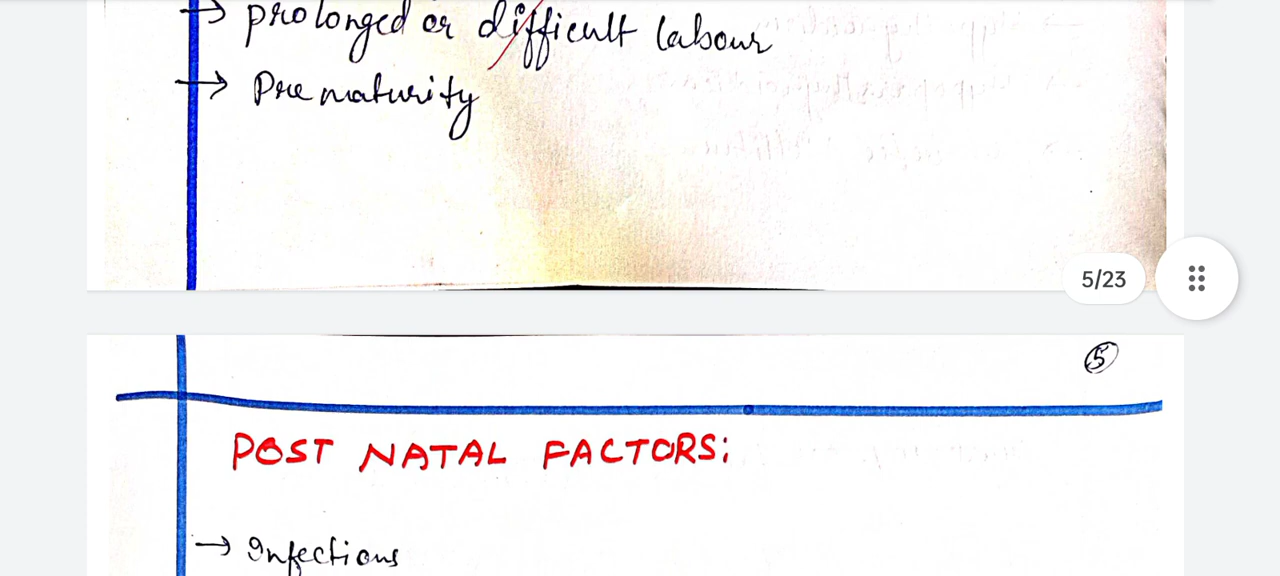 → prolonged or difficult labour
→ Prematurity
5/23
5
POST NATAL FACTORS:
→ Infections